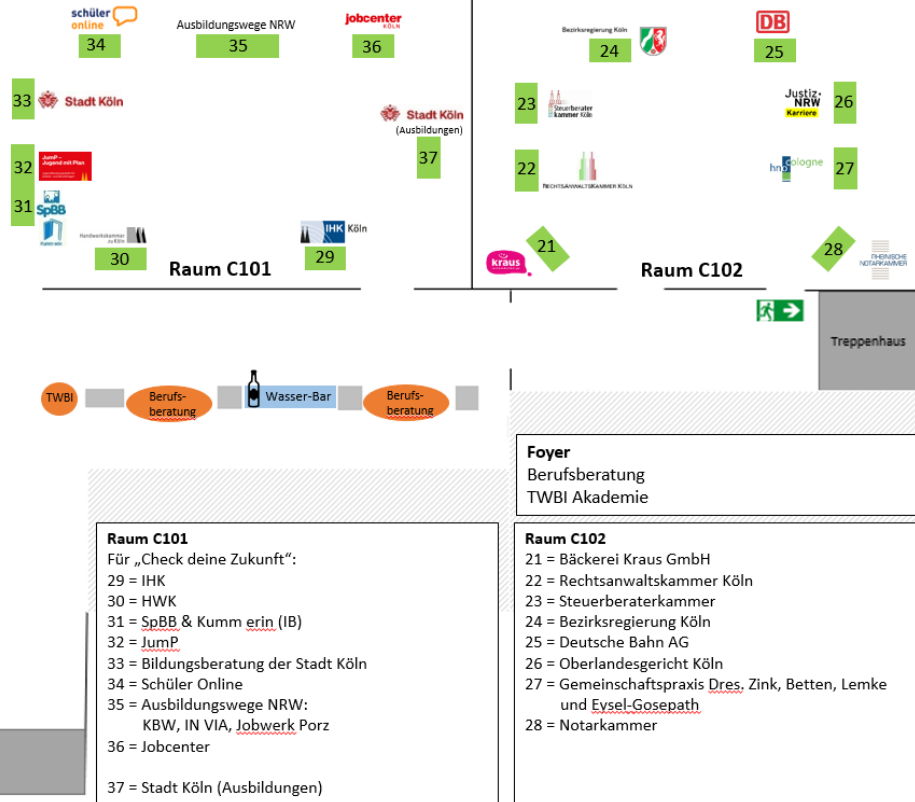 schüler
online
34
Ausbildungswege NRW
35
jobcenter
KÖLN
36
Bezirksregierung Köln
24
DB
25
33
Stadt Köln
Stadt Köln
(Ausbildungen)
37
23
Steuerberater
kammer Köln
Justiz-
NRW
Karriere
26
32
JumP –
Jugend mit Plan
31
SpBB
22
RECHTSANWALTSKAMMER KÖLN
hno cologne
27
Handwerkskammer
zu Köln
30
IHK Köln
29
Raum C101
kraus
21
Raum C102
28
RHEINISCHE
NOTARKAMMER
Treppenhaus
TWBI
Berufs-
beratung
Wasser-Bar
Berufs-
beratung
Foyer
Berufsberatung
TWBI Akademie
Raum C101
Für „Check deine Zukunft“:
29 = IHK
30 = HWK
31 = SpBB & Kumm erin (IB)
32 = JumP
33 = Bildungsberatung der Stadt Köln
34 = Schüler Online
35 = Ausbildungswege NRW:
KBW, IN VIA, Jobwerk Porz
36 = Jobcenter
37 = Stadt Köln (Ausbildungen)
Raum C102
21 = Bäckerei Kraus GmbH
22 = Rechtsanwaltskammer Köln
23 = Steuerberaterkammer
24 = Bezirksregierung Köln
25 = Deutsche Bahn AG
26 = Oberlandesgericht Köln
27 = Gemeinschaftspraxis Dres. Zink, Betten, Lemke
und Eysel-Gosepath
28 = Notarkammer